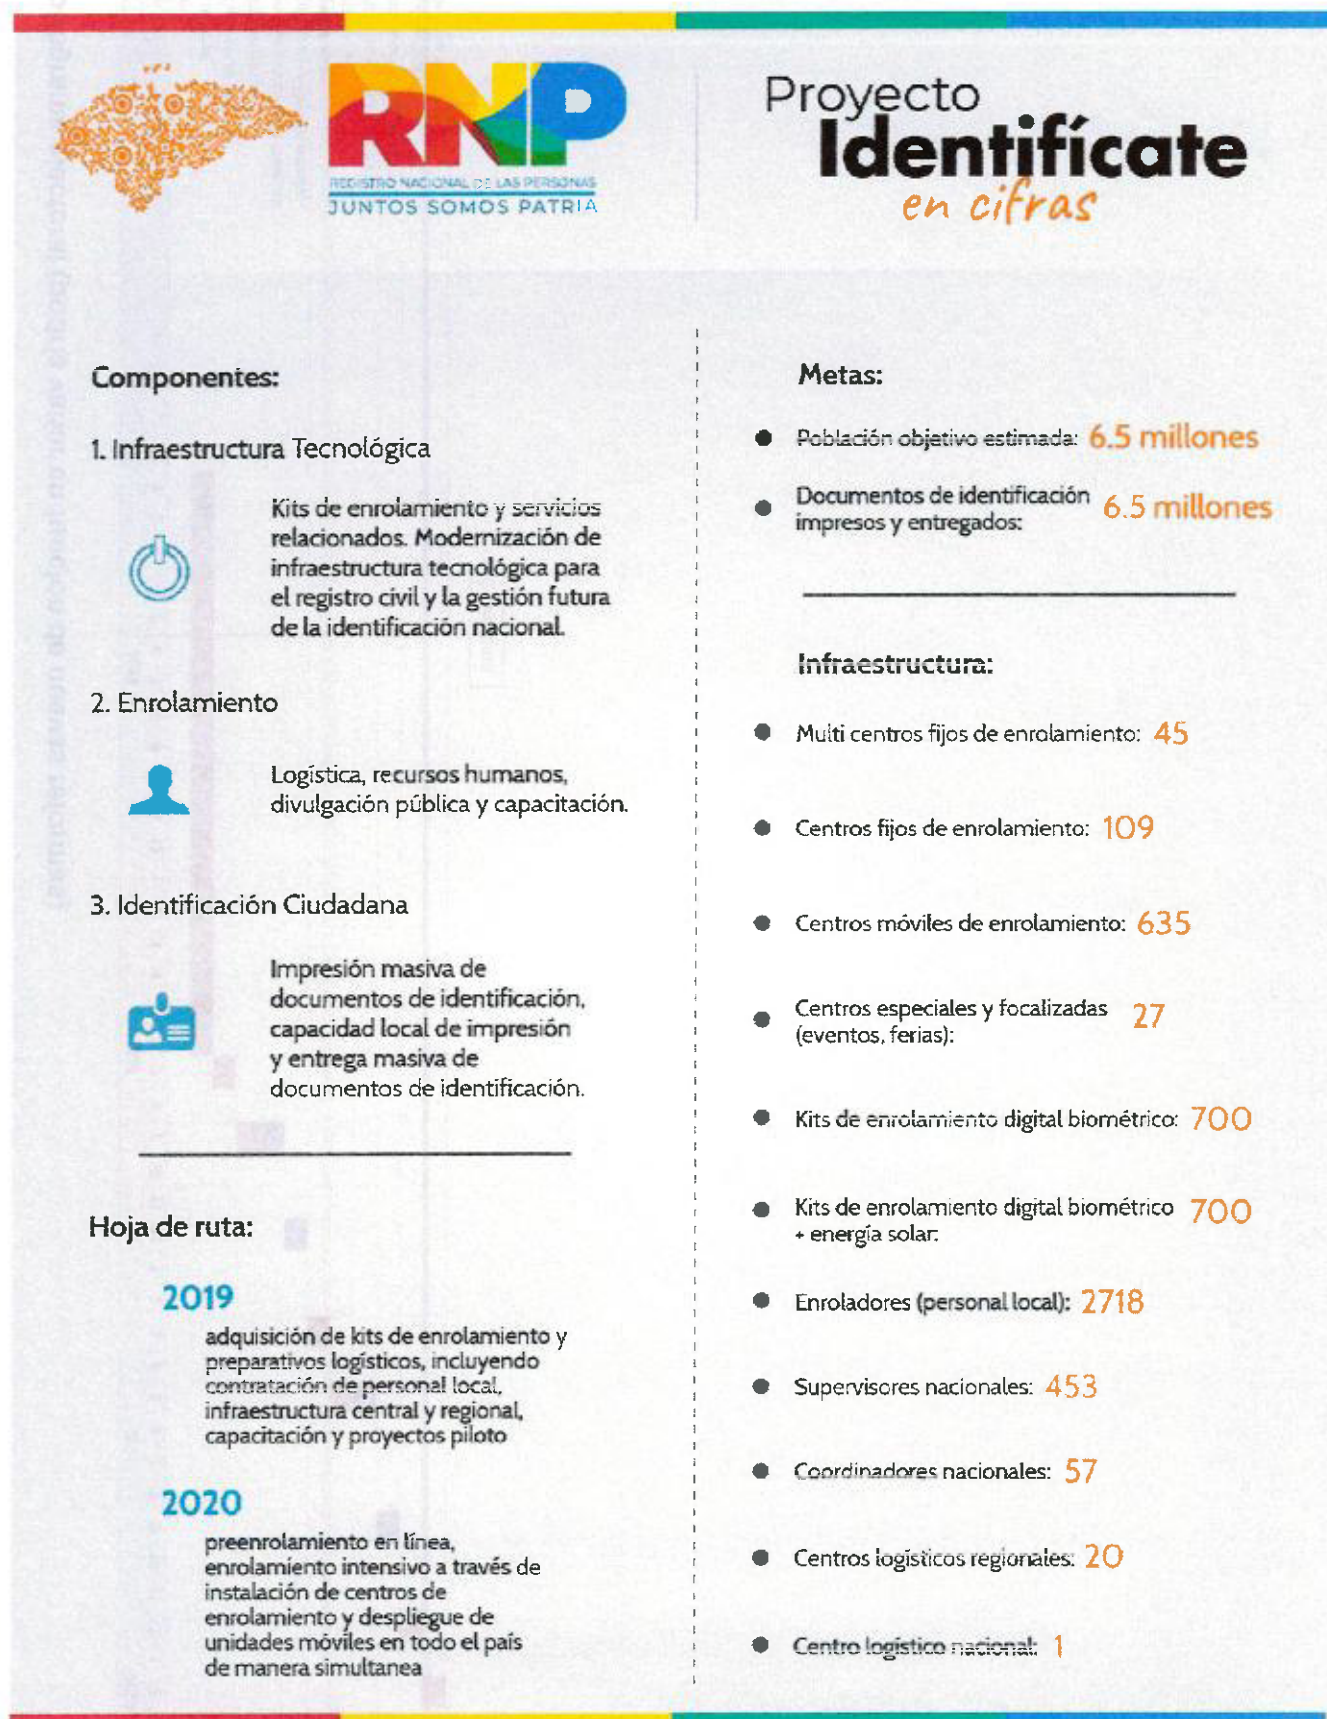 RNP
REGISTRO NACIONAL DE LAS PERSONAS
JUNTOS SOMOS PATRIA
Proyecto
Identifícate
en cifras
Componentes:
1. Infraestructura Tecnológica
Kits de enrolamiento y servicios
relacionados. Modernización de
infraestructura tecnológica para
el registro civil y la gestión futura
de la identificación nacional.
2. Enrolamiento
Logística, recursos humanos,
divulgación pública y capacitación.
3. Identificación Ciudadana
Impresión masiva de
documentos de identificación,
capacidad local de impresión
y entrega masiva de
documentos de identificación.
Hoja de ruta:
2019
adquisición de kits de enrolamiento y
preparativos logísticos, incluyendo
contratación de personal local,
infraestructura central y regional,
capacitación y proyectos piloto
2020
preenrolamiento en línea,
enrolamiento intensivo a través de
instalación de centros de
enrolamiento y despliegue de
unidades móviles en todo el país
de manera simultanea
Metas:
Población objetivo estimada: 6.5 millones
Documentos de identificación
impresos y entregados: 6.5 millones
Infraestructura:
Multi centros fijos de enrolamiento: 45
Centros fijos de enrolamiento: 109
Centros móviles de enrolamiento: 635
Centros especiales y focalizadas
(eventos, ferias): 27
Kits de enrolamiento digital biométrico: 700
Kits de enrolamiento digital biométrico
+ energía solar: 700
Enroladores (personal local): 2718
Supervisores nacionales: 453
Coordinadores nacionales: 57
Centros logísticos regionales: 20
Centro logístico nacional: 1